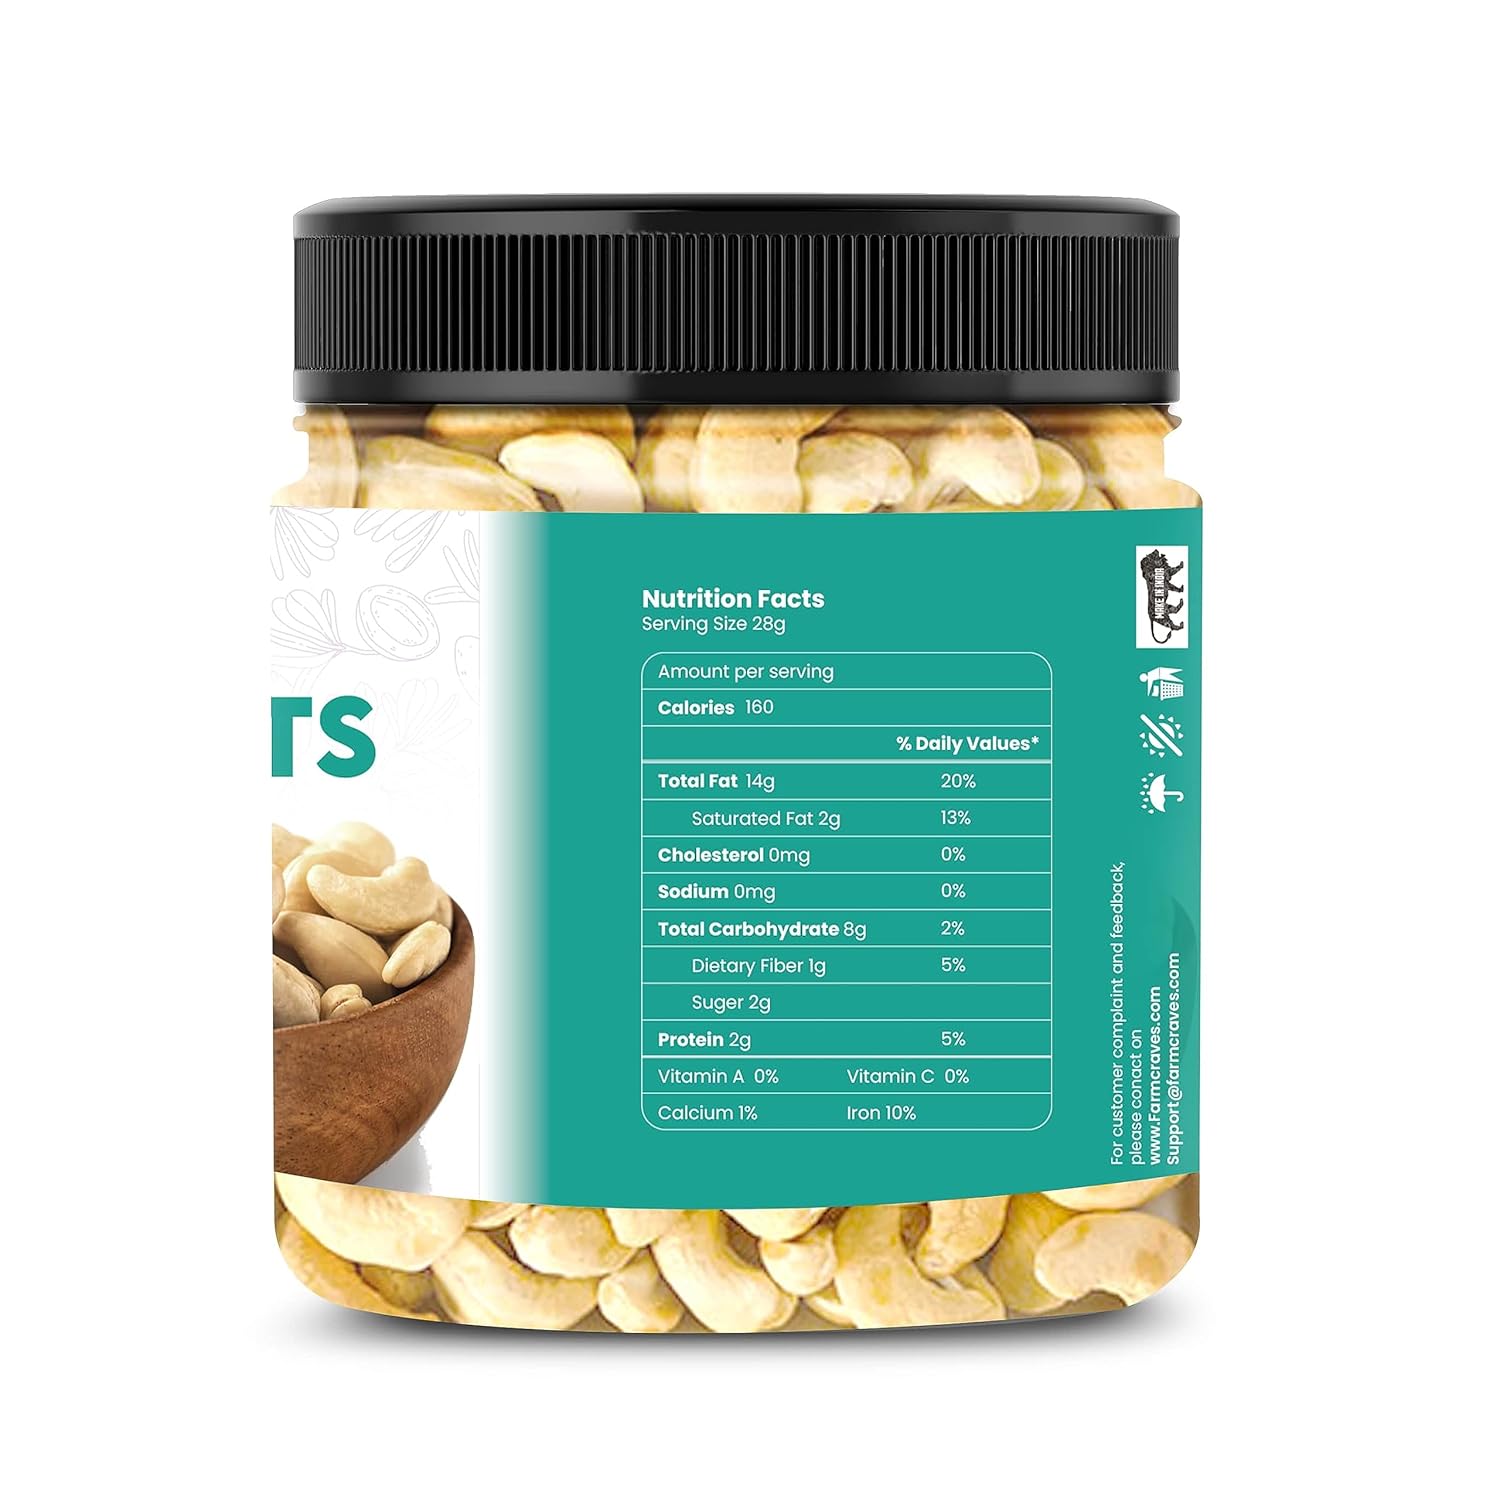 TS
Nutrition Facts
Serving Size 28g
Amount per serving
Calories 160
% Daily Values*
Total Fat 14g 20%
Saturated Fat 2g 13%
Cholesterol 0mg 0%
Sodium 0mg 0%
Total Carbohydrate 8g 2%
Dietary Fiber 1g 5%
Suger 2g
Protein 2g 5%
Vitamin A 0% Vitamin C 0%
Calcium 1% Iron 10%
MAKE IN INDIA
For customer complaint and feedback,
please conact on
www.Farmcraves.com
Support@farmcraves.com